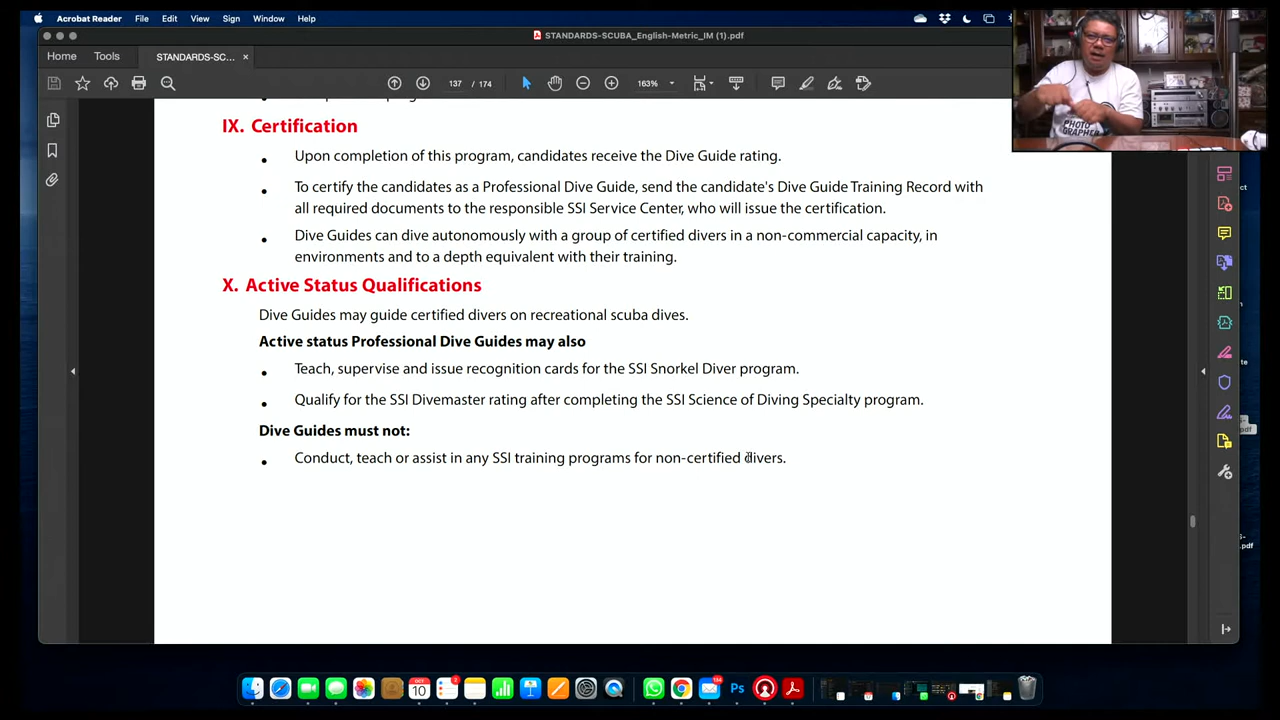 Acrobat Reader File Edit View Sign Window Help
STANDARDS-SCUBA_English-Metric_IM (1).pdf
Home Tools STANDARDS-SC... ×
137 / 174 163%
IX. Certification
• Upon completion of this program, candidates receive the Dive Guide rating.
• To certify the candidates as a Professional Dive Guide, send the candidate's Dive Guide Training Record with
all required documents to the responsible SSI Service Center, who will issue the certification.
• Dive Guides can dive autonomously with a group of certified divers in a non-commercial capacity, in
environments and to a depth equivalent with their training.
X. Active Status Qualifications
Dive Guides may guide certified divers on recreational scuba dives.
Active status Professional Dive Guides may also
• Teach, supervise and issue recognition cards for the SSI Snorkel Diver program.
• Qualify for the SSI Divemaster rating after completing the SSI Science of Diving Specialty program.
Dive Guides must not:
• Conduct, teach or assist in any SSI training programs for non-certified divers.
PHOTO
GRAPHER
OCT
10
Ps